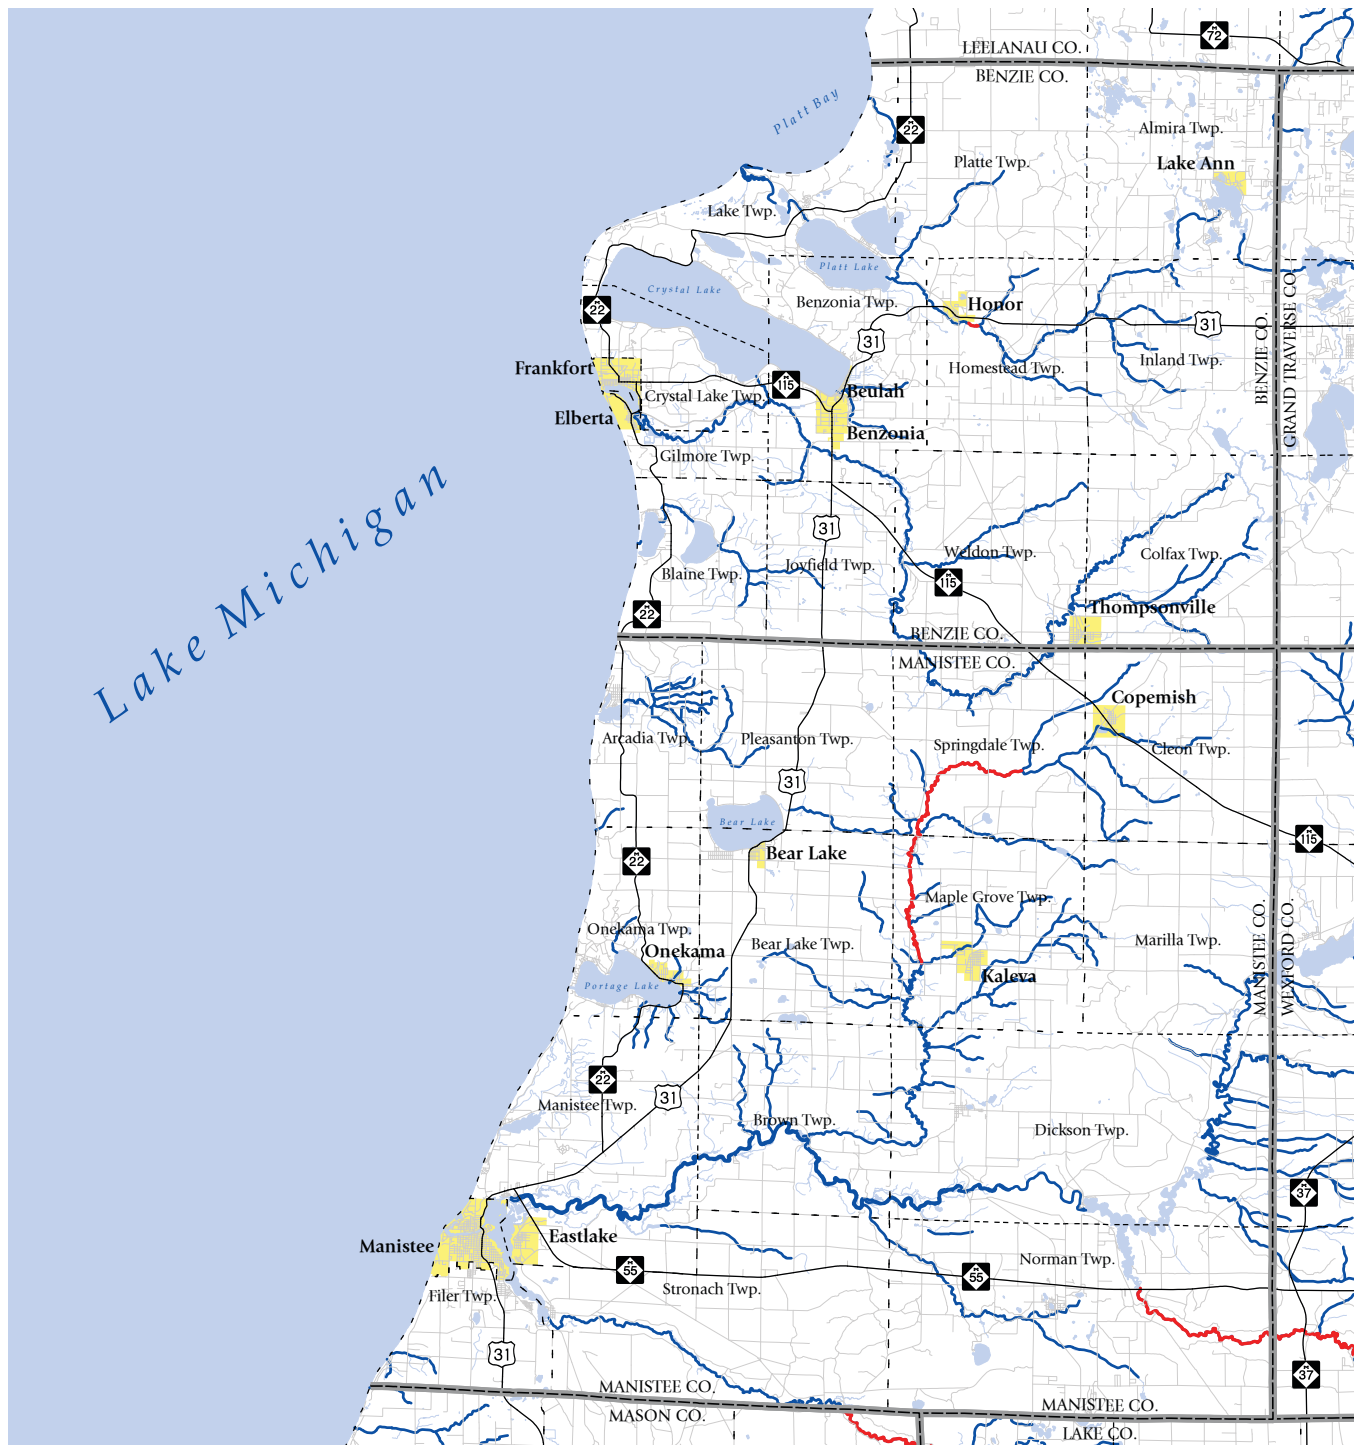 M 72
LEELANAU CO.
BENZIE CO.
Platt Bay
M 22
Almira Twp.
Platte Twp.
Lake Ann
Lake Twp.
Platt Lake
Crystal Lake
Benzonia Twp.
Honor
M 22
31
31
BENZIE CO.
GRAND TRAVERSE CO.
Inland Twp.
Homestead Twp.
Frankfort
M 115
Beulah
Crystal Lake Twp.
Elberta
Benzonia
Gilmore Twp.
Lake Michigan
31
Weldon Twp.
Colfax Twp.
Joyfield Twp.
Blaine Twp.
M 115
M 22
Thompsonville
BENZIE CO.
MANISTEE CO.
Copemish
Arcadia Twp.
Pleasanton Twp.
Springdale Twp.
Cleon Twp.
31
Bear Lake
M 115
Bear Lake
M 22
Maple Grove Twp.
MANISTEE CO.
WEXFORD CO.
Onekama Twp.
Bear Lake Twp.
Marilla Twp.
Onekama
Kaleva
Portage Lake
M 22
31
Manistee Twp.
Brown Twp.
Dickson Twp.
M 37
Eastlake
Manistee
Norman Twp.
M 55
M 55
Stronach Twp.
Filer Twp.
31
M 37
MANISTEE CO.
MASON CO.
MANISTEE CO.
LAKE CO.